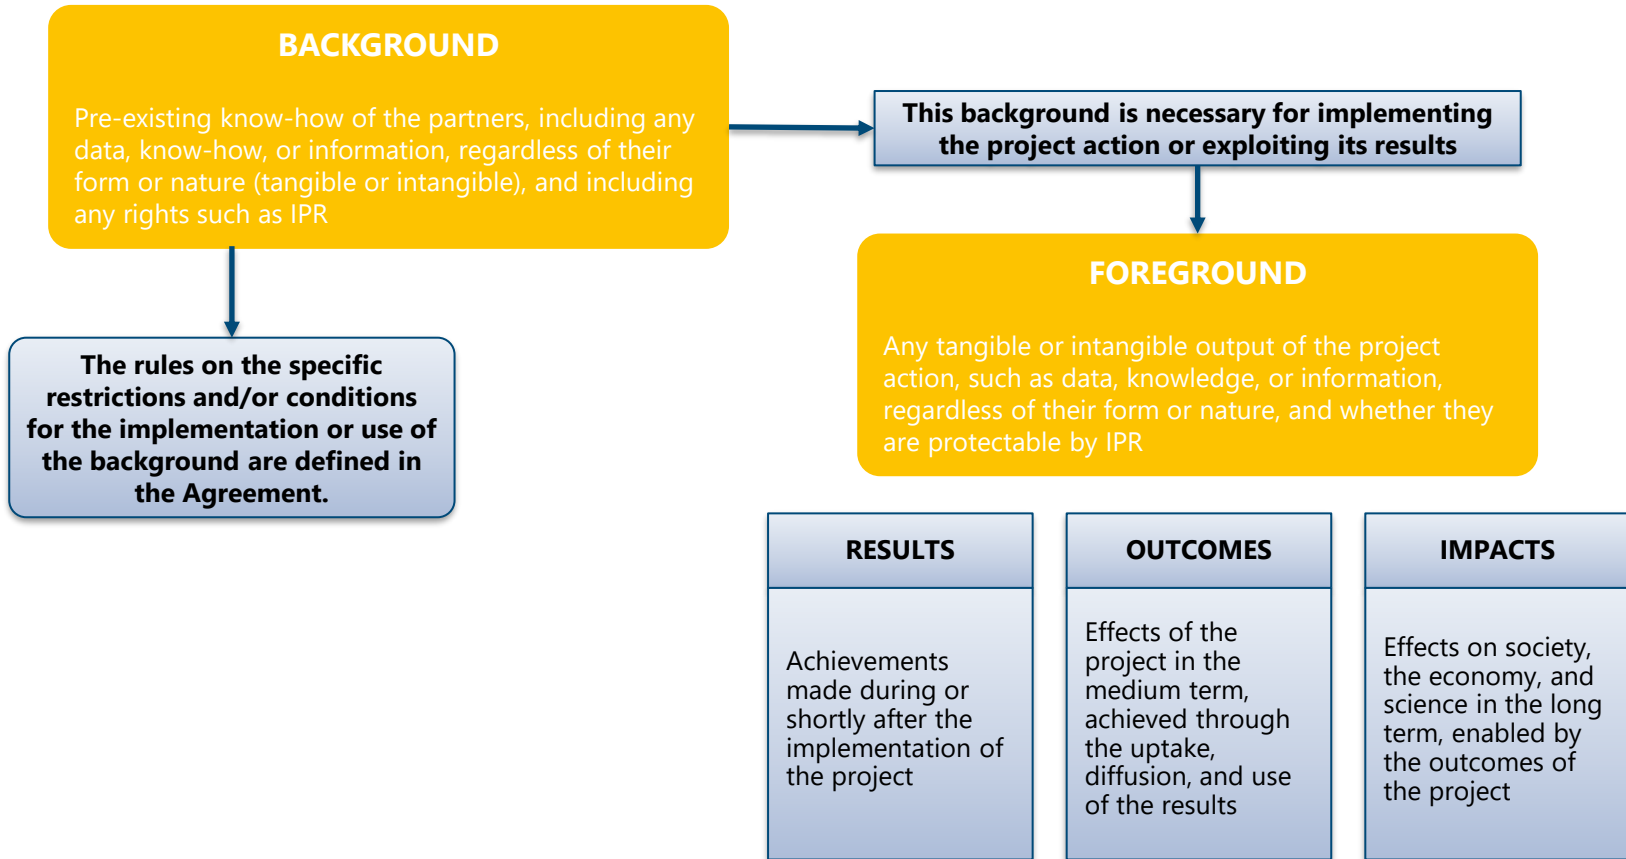 BACKGROUND
Pre-existing know-how of the partners, including any
data, know-how, or information, regardless of their
form or nature (tangible or intangible), and including
any rights such as IPR
This background is necessary for implementing
the project action or exploiting its results
FOREGROUND
Any tangible or intangible output of the project
action, such as data, knowledge, or information,
regardless of their form or nature, and whether they
are protectable by IPR
The rules on the specific
restrictions and/or conditions
for the implementation or use of
the background are defined in
the Agreement.
RESULTS
Achievements
made during or
shortly after the
implementation of
the project
OUTCOMES
Effects of the
project in the
medium term,
achieved through
the uptake,
diffusion, and use
of the results
IMPACTS
Effects on society,
the economy, and
science in the long
term, enabled by
the outcomes of
the project